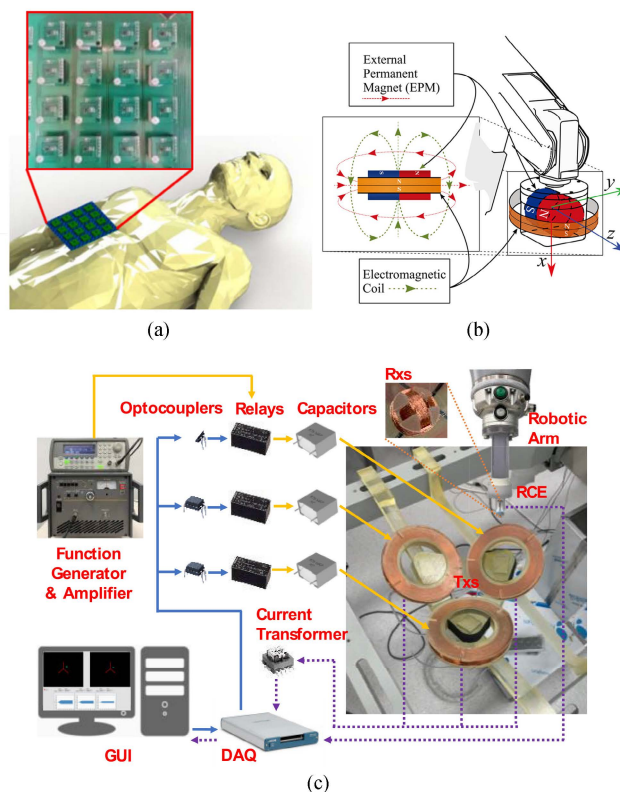 (a)
External
Permanent
Magnet (EPM)
S
N
N
S
Electromagnetic
Coil
S
N
N
S
y
z
x
(b)
Rxs
Optocouplers Relays Capacitors
Robotic
Arm
RCE
Function
Generator
& Amplifier
Txs
Current
Transformer
GUI
DAQ
(c)